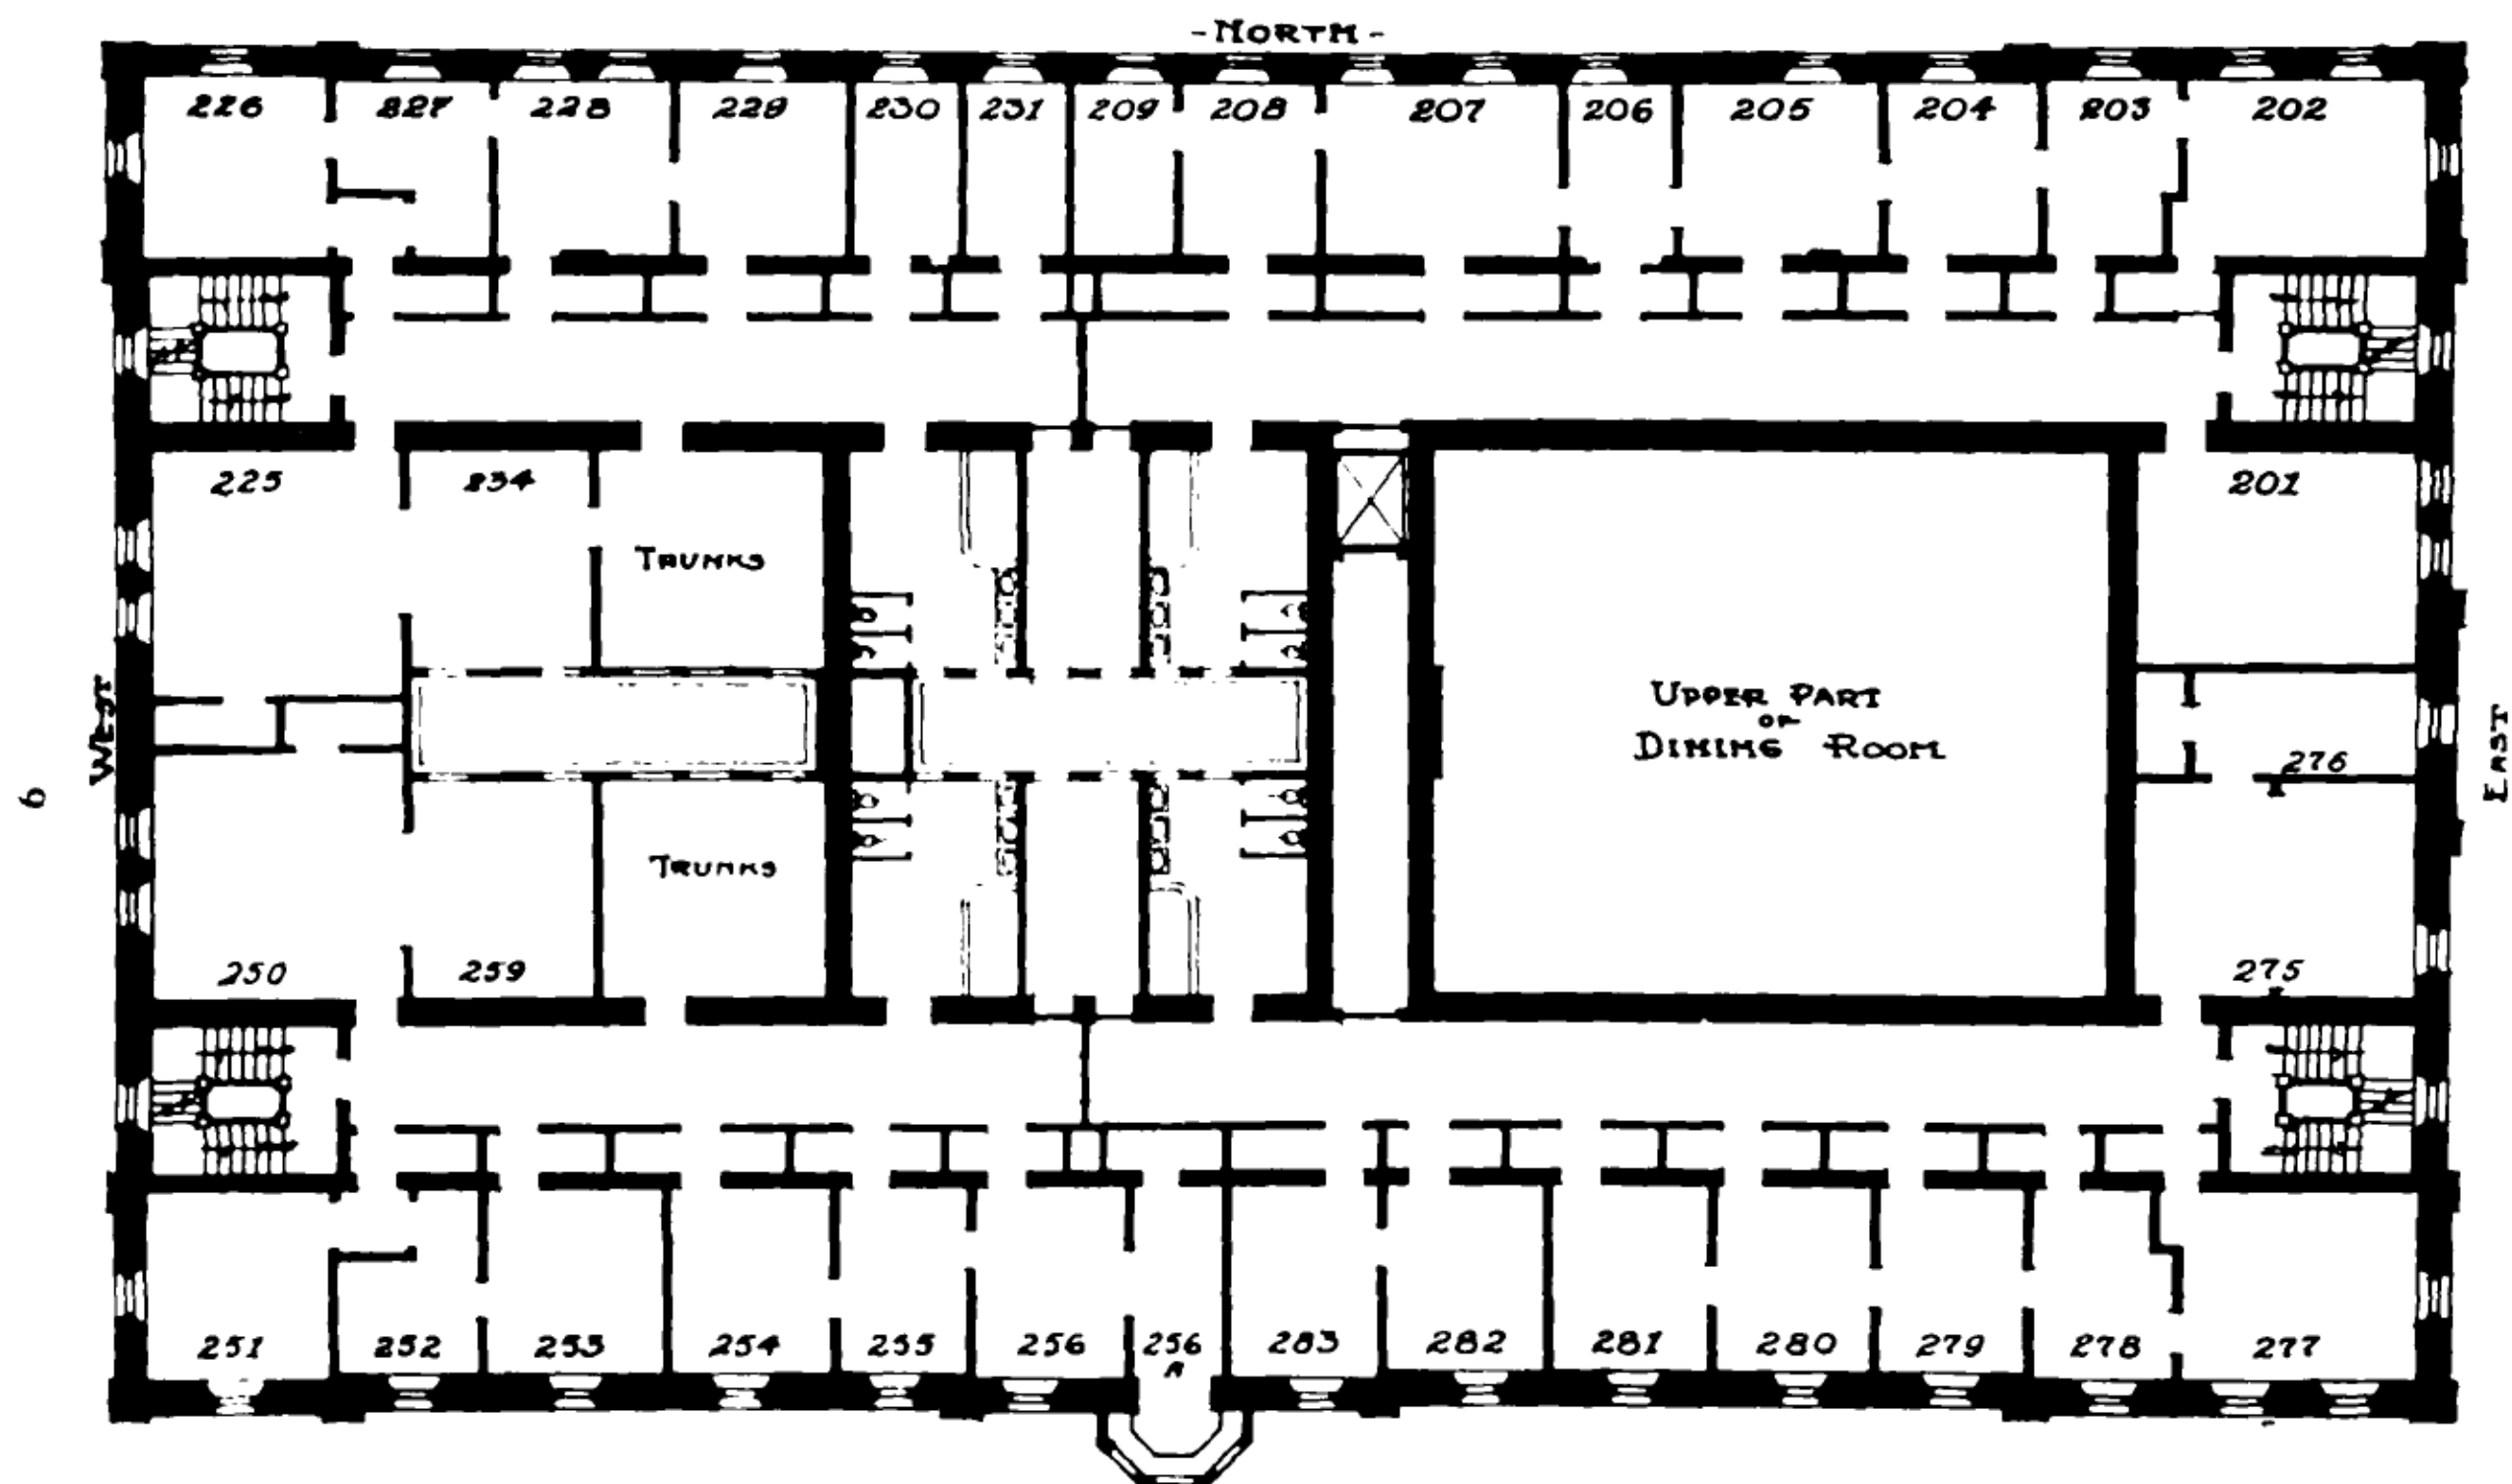 -NORTH-
226 227 228 229 230 231 209 208 207 206 205 204 203 202
225 234 201
TRUNKS
WEST
UPPER PART
OF
DINING ROOM
276
EAST
6
TRUNKS
250 259 275
251 252 253 254 255 256 256 283 282 281 280 279 278 277
A